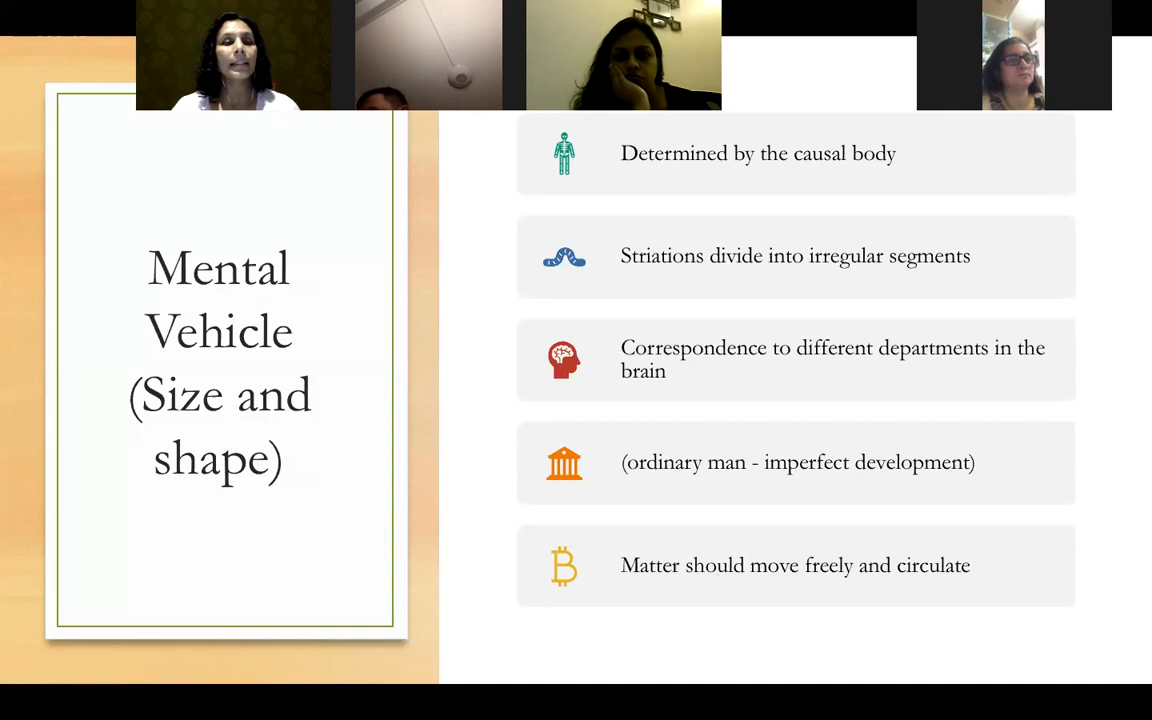 Mental
Vehicle
(Size and
shape)
Determined by the causal body
Striations divide into irregular segments
Correspondence to different departments in the
brain
(ordinary man - imperfect development)
Matter should move freely and circulate